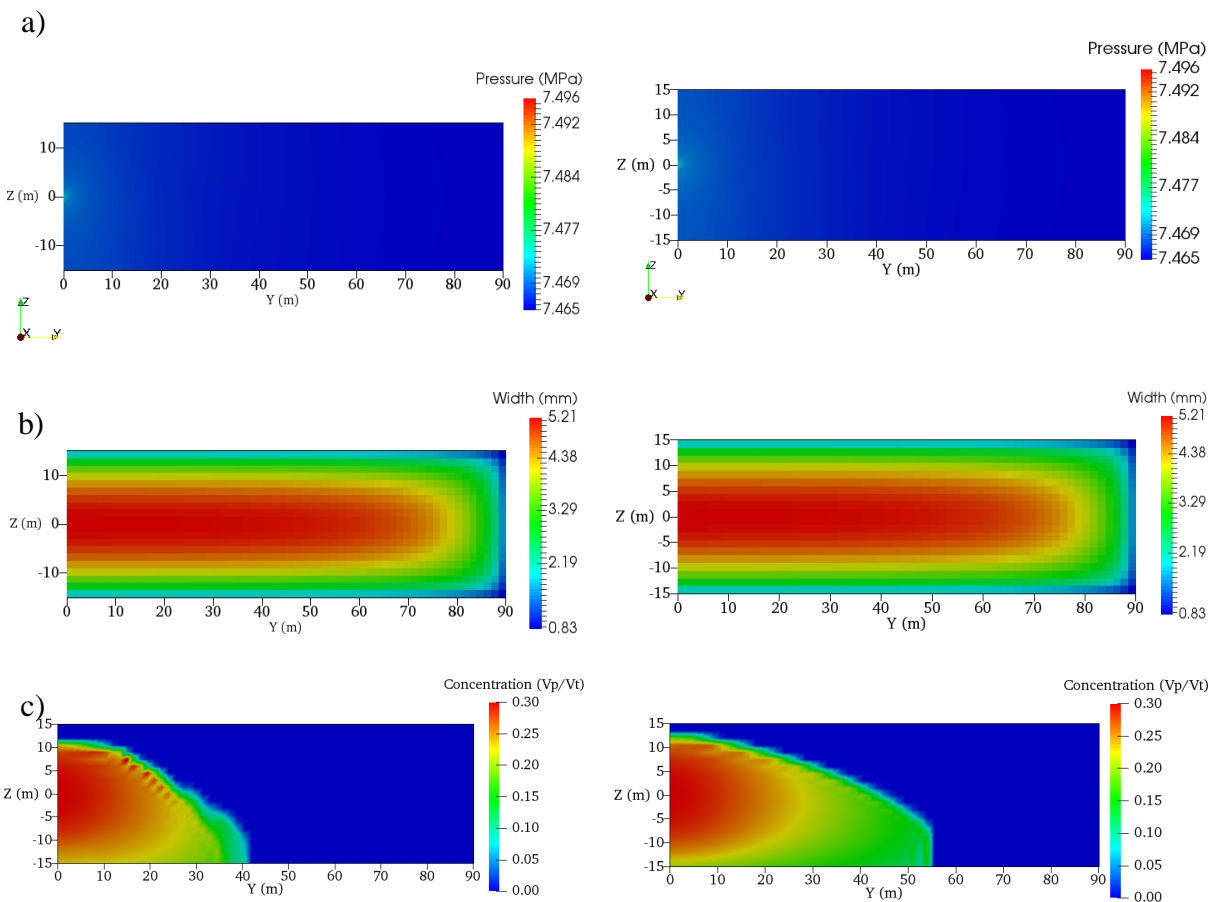 a)
Pressure (MPa)
7.496
7.492
7.484
7.477
7.469
7.465
10
Z (m) 0
-10
0 10 20 30 40 50 60 70 80 90
Y (m)
Z
X Y
Pressure (MPa)
7.496
7.492
7.484
7.477
7.469
7.465
15
10
5
Z (m) 0
-5
-10
-15
0 10 20 30 40 50 60 70 80 90
Y (m)
Z
X Y
b)
Width (mm)
5.21
4.38
3.29
2.19
0.83
10
Z (m) 0
-10
0 10 20 30 40 50 60 70 80 90
Y (m)
Width (mm)
5.21
4.38
3.29
2.19
0.83
15
10
5
Z (m) 0
-5
-10
-15
0 10 20 30 40 50 60 70 80 90
Y (m)
c)
Concentration (Vp/Vt)
0.30
0.25
0.20
0.15
0.10
0.05
0.00
15
10
5
Z (m) 0
-5
-10
-15
0 10 20 30 40 50 60 70 80 90
Y (m)
Concentration (Vp/Vt)
0.30
0.25
0.20
0.15
0.10
0.05
0.00
15
10
5
Z (m) 0
-5
-10
-15
0 10 20 30 40 50 60 70 80 90
Y (m)